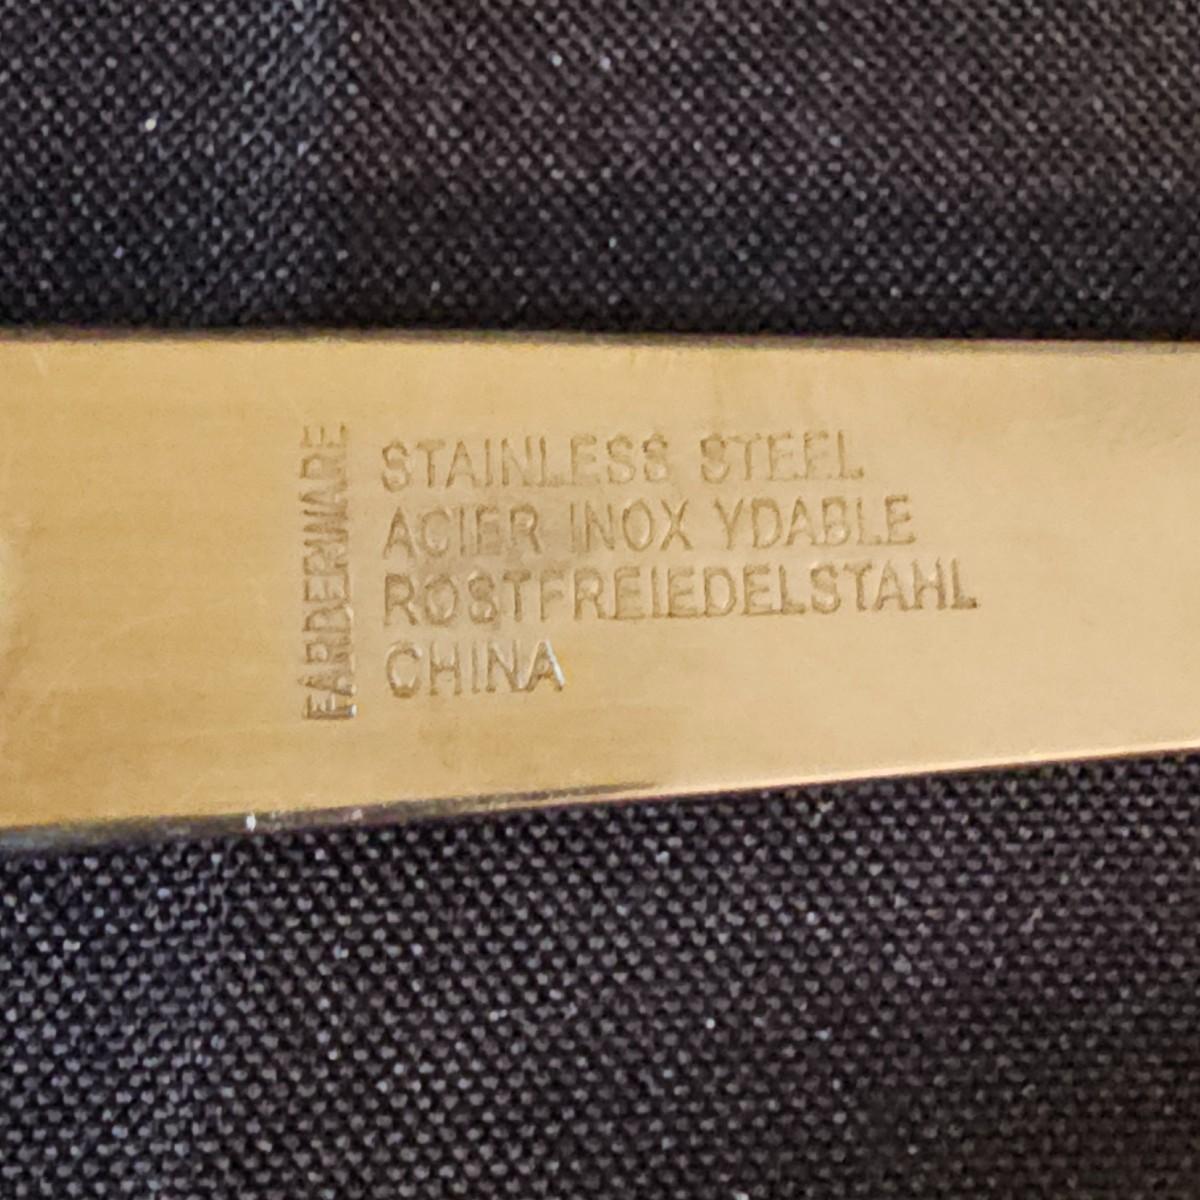 FARBERWARE
STAINLESS STEEL
ACIER INOX YDABLE
ROSTFREIEDELSTAHL
CHINA